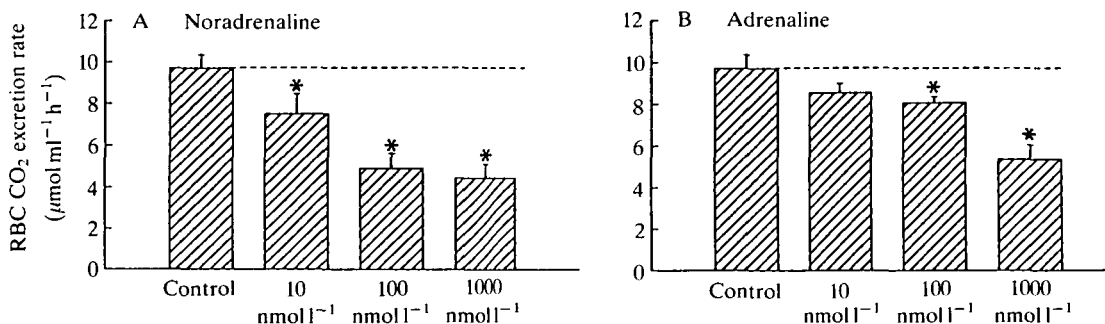 A Noradrenaline
RBC CO₂ excretion rate
(μmol ml⁻¹ h⁻¹)
12
10
8
6
4
2
0
*
*
*
Control
10
nmol l⁻¹
100
nmol l⁻¹
1000
nmol l⁻¹
B Adrenaline
12
10
8
6
4
2
0
*
*
Control
10
nmol l⁻¹
100
nmol l⁻¹
1000
nmol l⁻¹